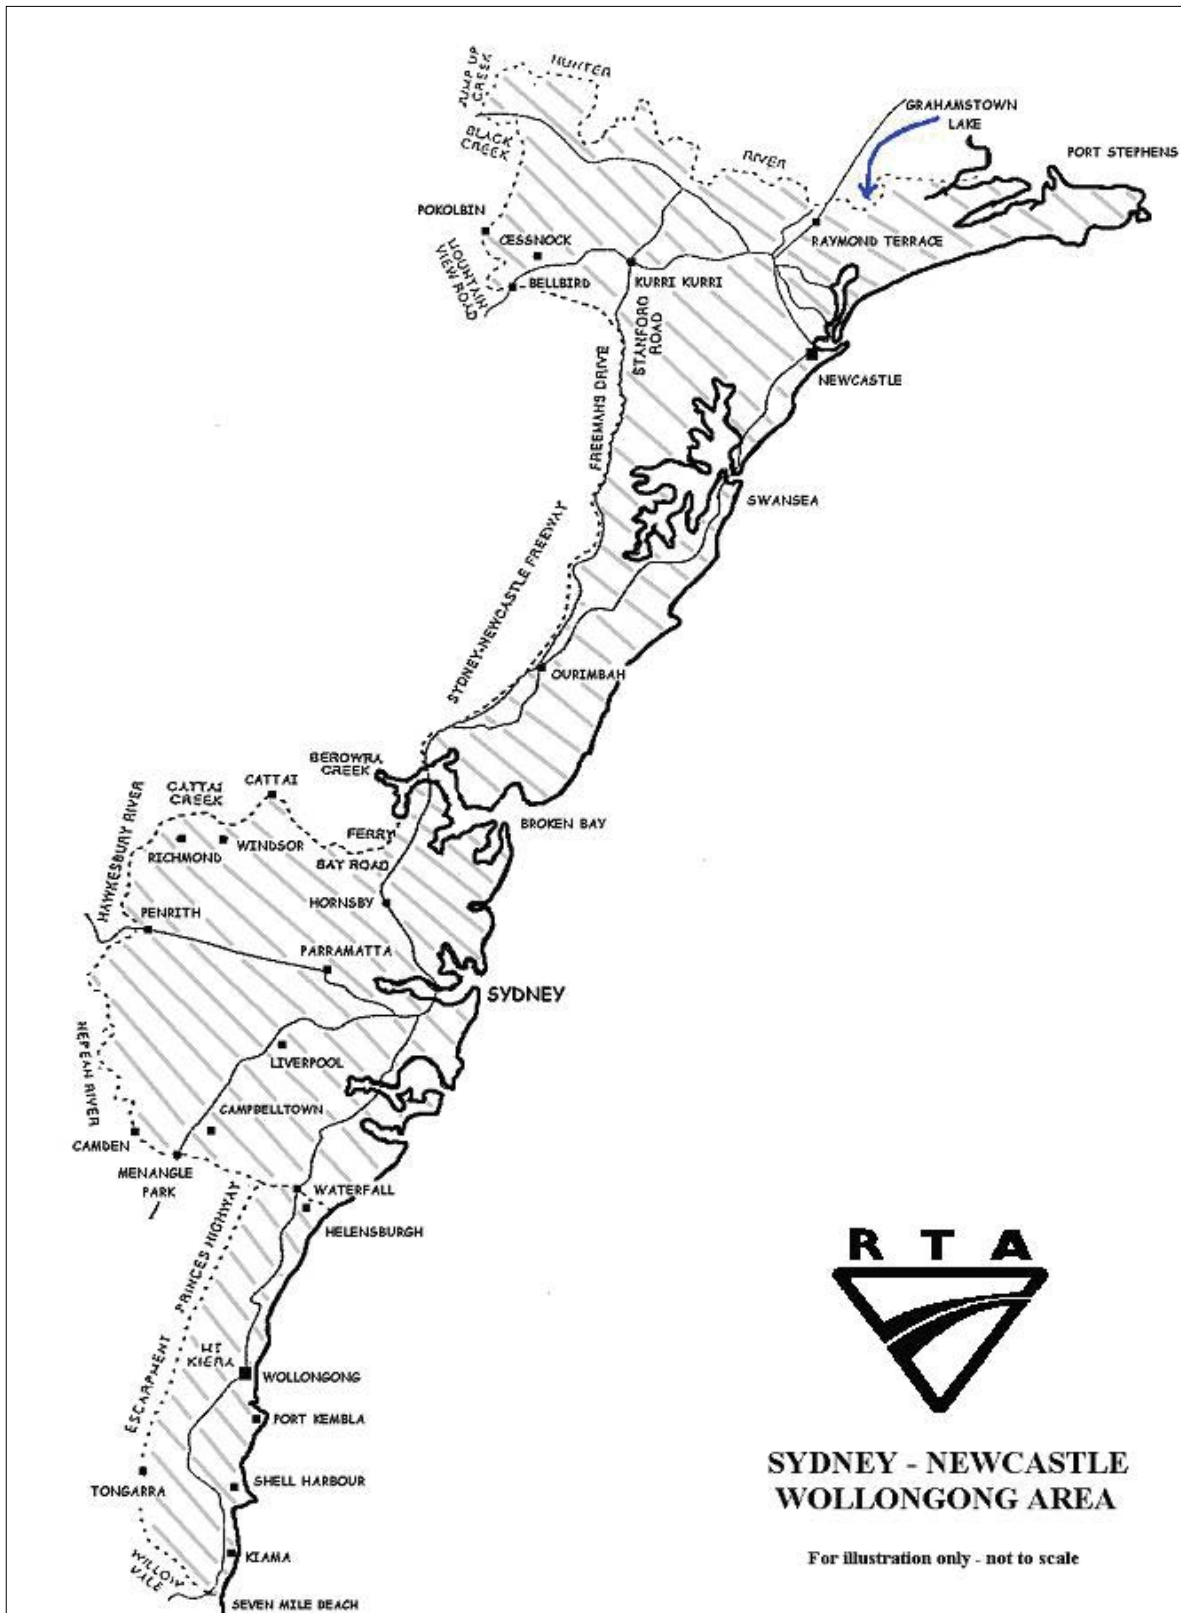 JUMP UP
CREEK
HUNTER
BLACK
CREEK
RIVER
GRAHAMSTOWN
LAKE
PORT STEPHENS
POKOLBIN
CESSNOCK
RAYMOND TERRACE
MOUNTAIN
VIEW ROAD
BELLBIRD
KURRI KURRI
STANFORD
ROAD
FREEMANS DRIVE
NEWCASTLE
SWANSEA
SYDNEY-NEWCASTLE FREEWAY
OURIMBAH
BEROWRA
CREEK
CATTAI
CATTAI
CREEK
HAWKESBURY RIVER
RICHMOND
WINDSOR
FERRY
BAY ROAD
BROKEN BAY
HORNSBY
PENRITH
PARRAMATTA
SYDNEY
NEPEAN RIVER
LIVERPOOL
CAMPBELLTOWN
CAMDEN
MENANGLE
PARK
WATERFALL
HELENSBURGH
PRINCES HIGHWAY
ESCARPMENT
MT
KIERA
WOLLONGONG
PORT KEMBLA
TONGARRA
SHELL HARBOUR
KIAMA
WILLOW
VALE
SEVEN MILE BEACH
R T A
SYDNEY - NEWCASTLE
WOLLONGONG AREA
For illustration only - not to scale